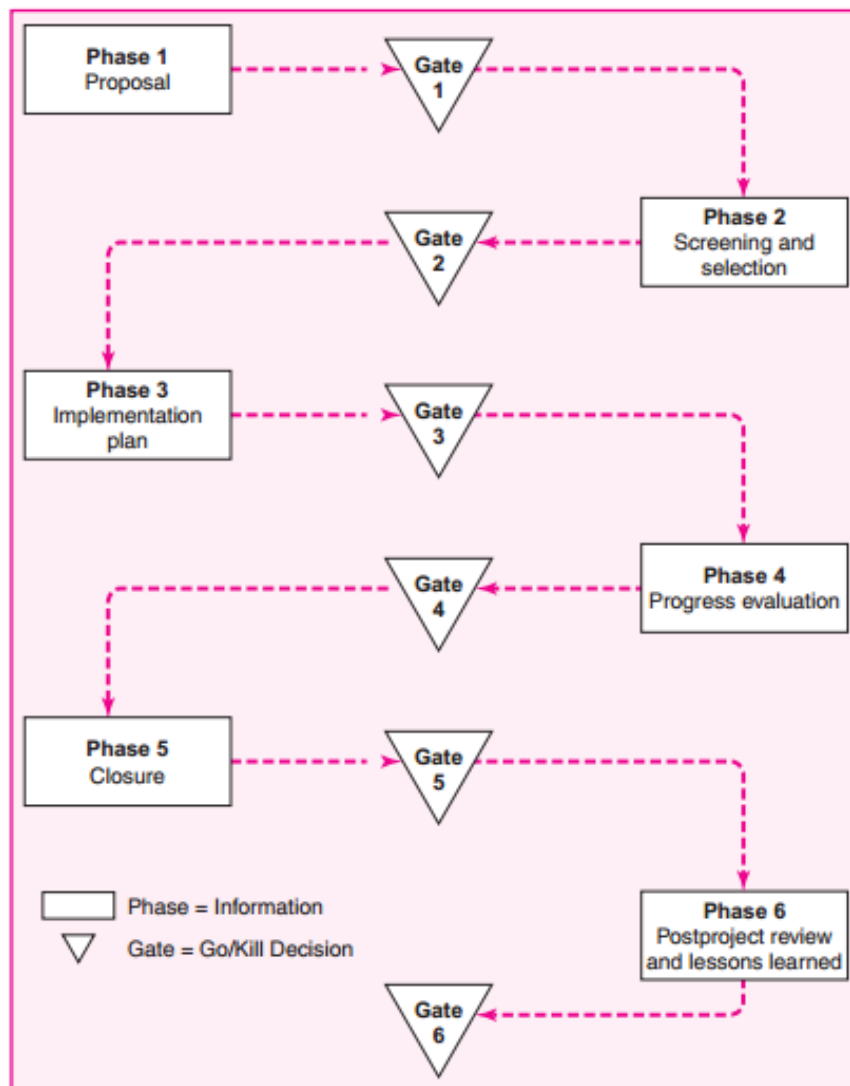 Phase 1
Proposal
Gate
1
Phase 2
Screening and
selection
Gate
2
Phase 3
Implementation
plan
Gate
3
Phase 4
Progress evaluation
Gate
4
Phase 5
Closure
Gate
5
Phase = Information
Gate = Go/Kill Decision
Phase 6
Postproject review
and lessons learned
Gate
6